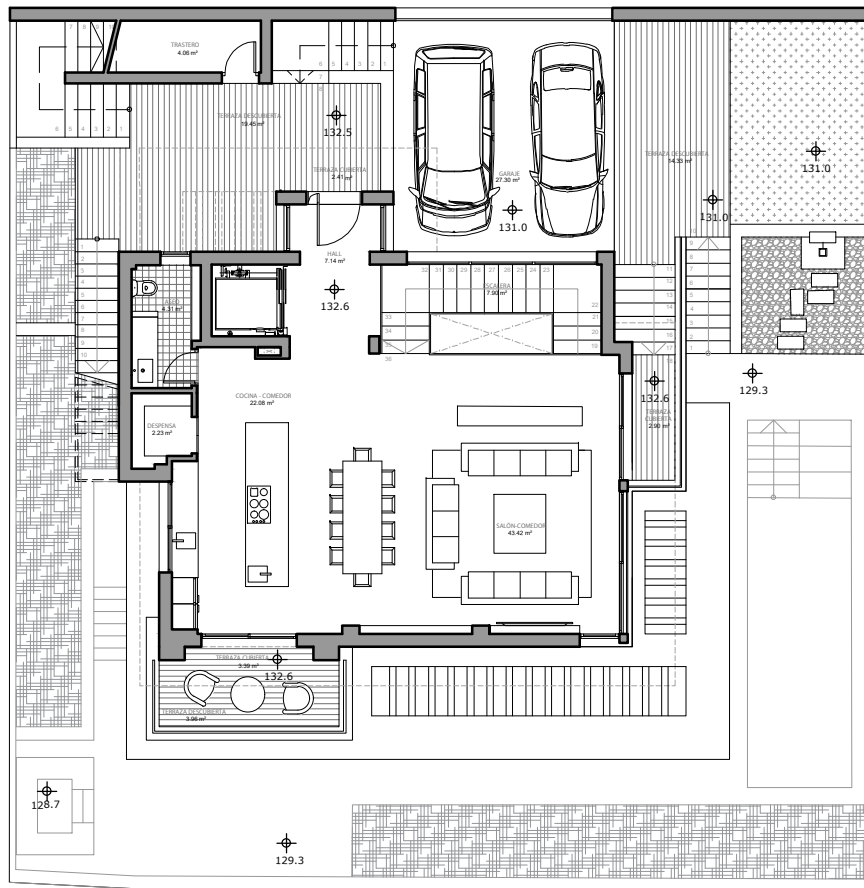 TRASTERO
4.06 m²
TERRAZA DESCUBIERTA
19.45 m²
132.5
TERRAZA CUBIERTA
2.41 m²
GARAJE
27.30 m²
131.0
TERRAZA DESCUBIERTA
14.33 m²
131.0
131.0
HALL
7.14 m²
132.6
ASEO
4.31 m²
ESCALERA
7.90 m²
COCINA - COMEDOR
22.08 m²
DESPENSA
2.23 m²
132.6
TERRAZA
CUBIERTA
2.90 m²
129.3
SALÓN-COMEDOR
43.42 m²
TERRAZA CUBIERTA
3.39 m²
132.6
TERRAZA DESCUBIERTA
3.96 m²
128.7
129.3